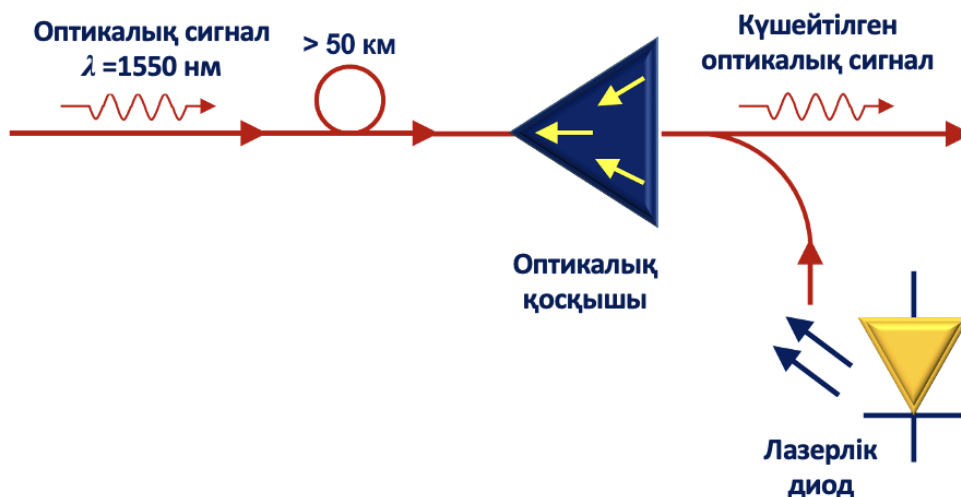 Оптикалық сигнал
λ =1550 нм
> 50 км
Күшейтілген
оптикалық сигнал
Оптикалық
қосқышы
Лазерлік
диод